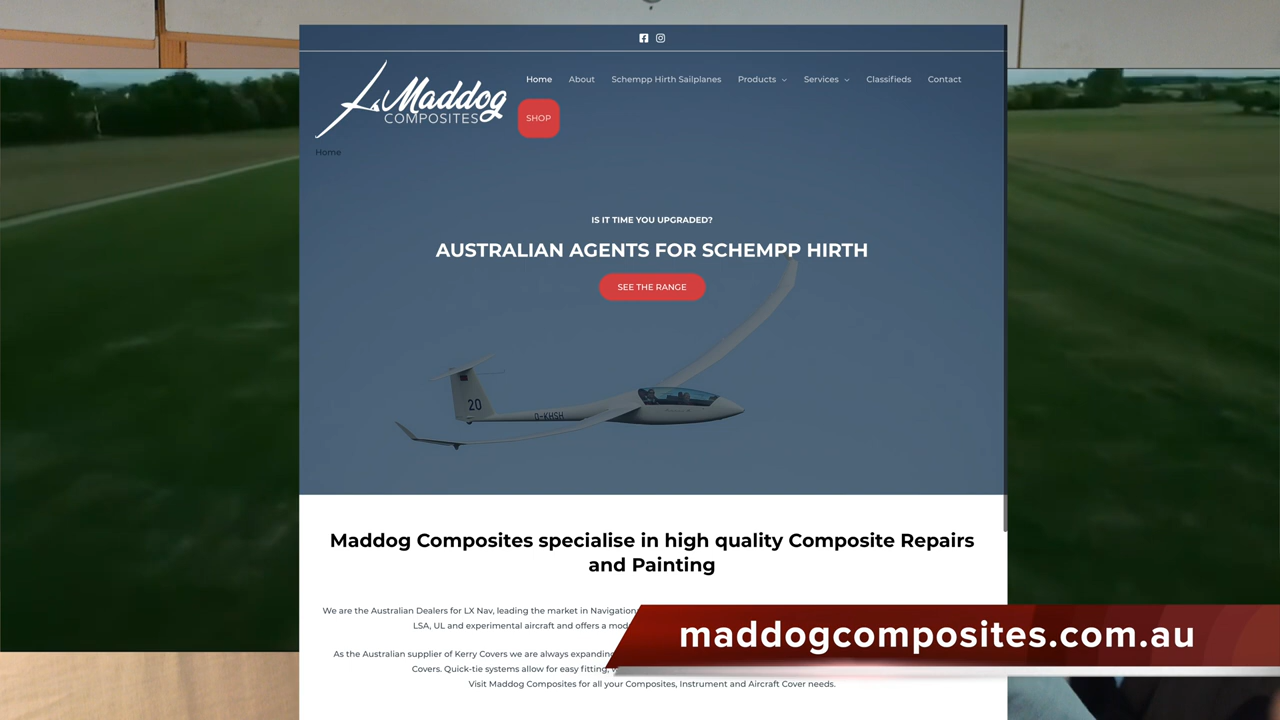 Home
About
Schempp Hirth Sailplanes
Products
Services
Classifieds
Contact
Maddog
COMPOSITES
SHOP
Home
IS IT TIME YOU UPGRADED?
AUSTRALIAN AGENTS FOR SCHEMPP HIRTH
SEE THE RANGE
20
D-KHSH
Maddog Composites specialise in high quality Composite Repairs
and Painting
We are the Australian Dealers for LX Nav, leading the market in
LSA, UL and experimental aircraft and offers a
As the Australian supplier of Kerry Covers we are always
Covers. Quick-tie systems allow for easy fitting,
Visit Maddog Composites for all your Composites, Instrument and Aircraft Cover needs.
maddogcomposites.com.au